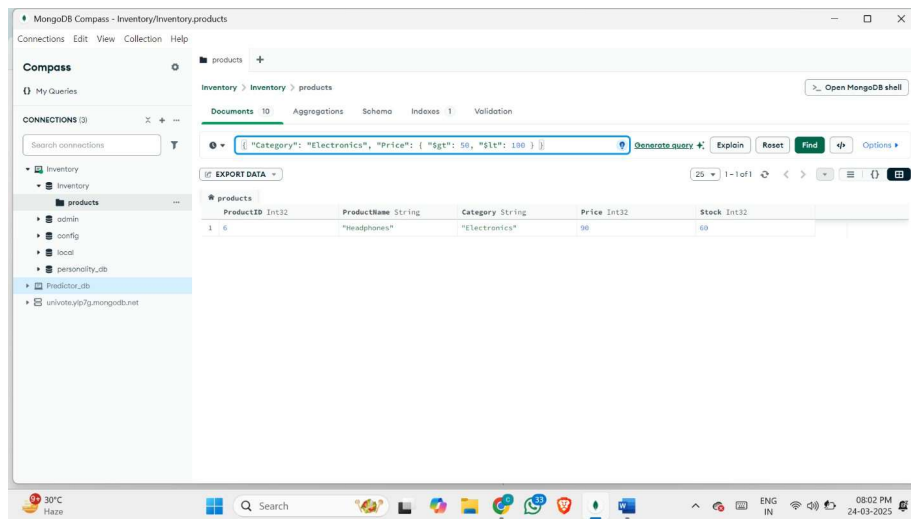 MongoDB Compass - Inventory/Inventory.products
Connections Edit View Collection Help
Compass
{} My Queries
CONNECTIONS (3)
Search connections
Inventory
Inventory
products
admin
config
local
personality_db
Predictor_db
univote.yip7g.mongodb.net
products
Inventory > Inventory > products
>_ Open MongoDB shell
Documents 10 Aggregations Schema Indexes 1 Validation
{ "Category": "Electronics", "Price": { "$gt": 50, "$lt": 100 } }
Generate query Explain Reset Find </> Options
EXPORT DATA
25 1-1 of 1
products
ProductID Int32 ProductName String Category String Price Int32 Stock Int32
1 6 "Headphones" "Electronics" 90 60
9+ 30°C
Haze
Search
33
ENG
IN
08:02 PM
24-03-2025